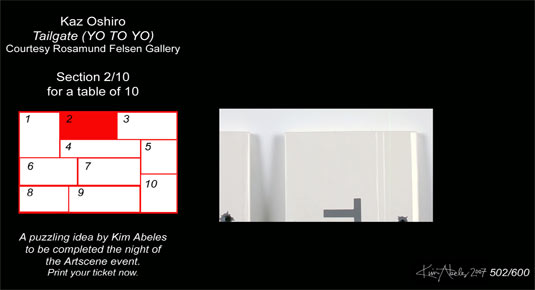 Kaz Oshiro
Tailgate (YO TO YO)
Courtesy Rosamund Felsen Gallery
Section 2/10
for a table of 10
1
2
3
4
5
6
7
8
9
10
A puzzling idea by Kim Abeles
to be completed the night of
the Artscene event.
Print your ticket now.
Kim Abeles 2007 502/600